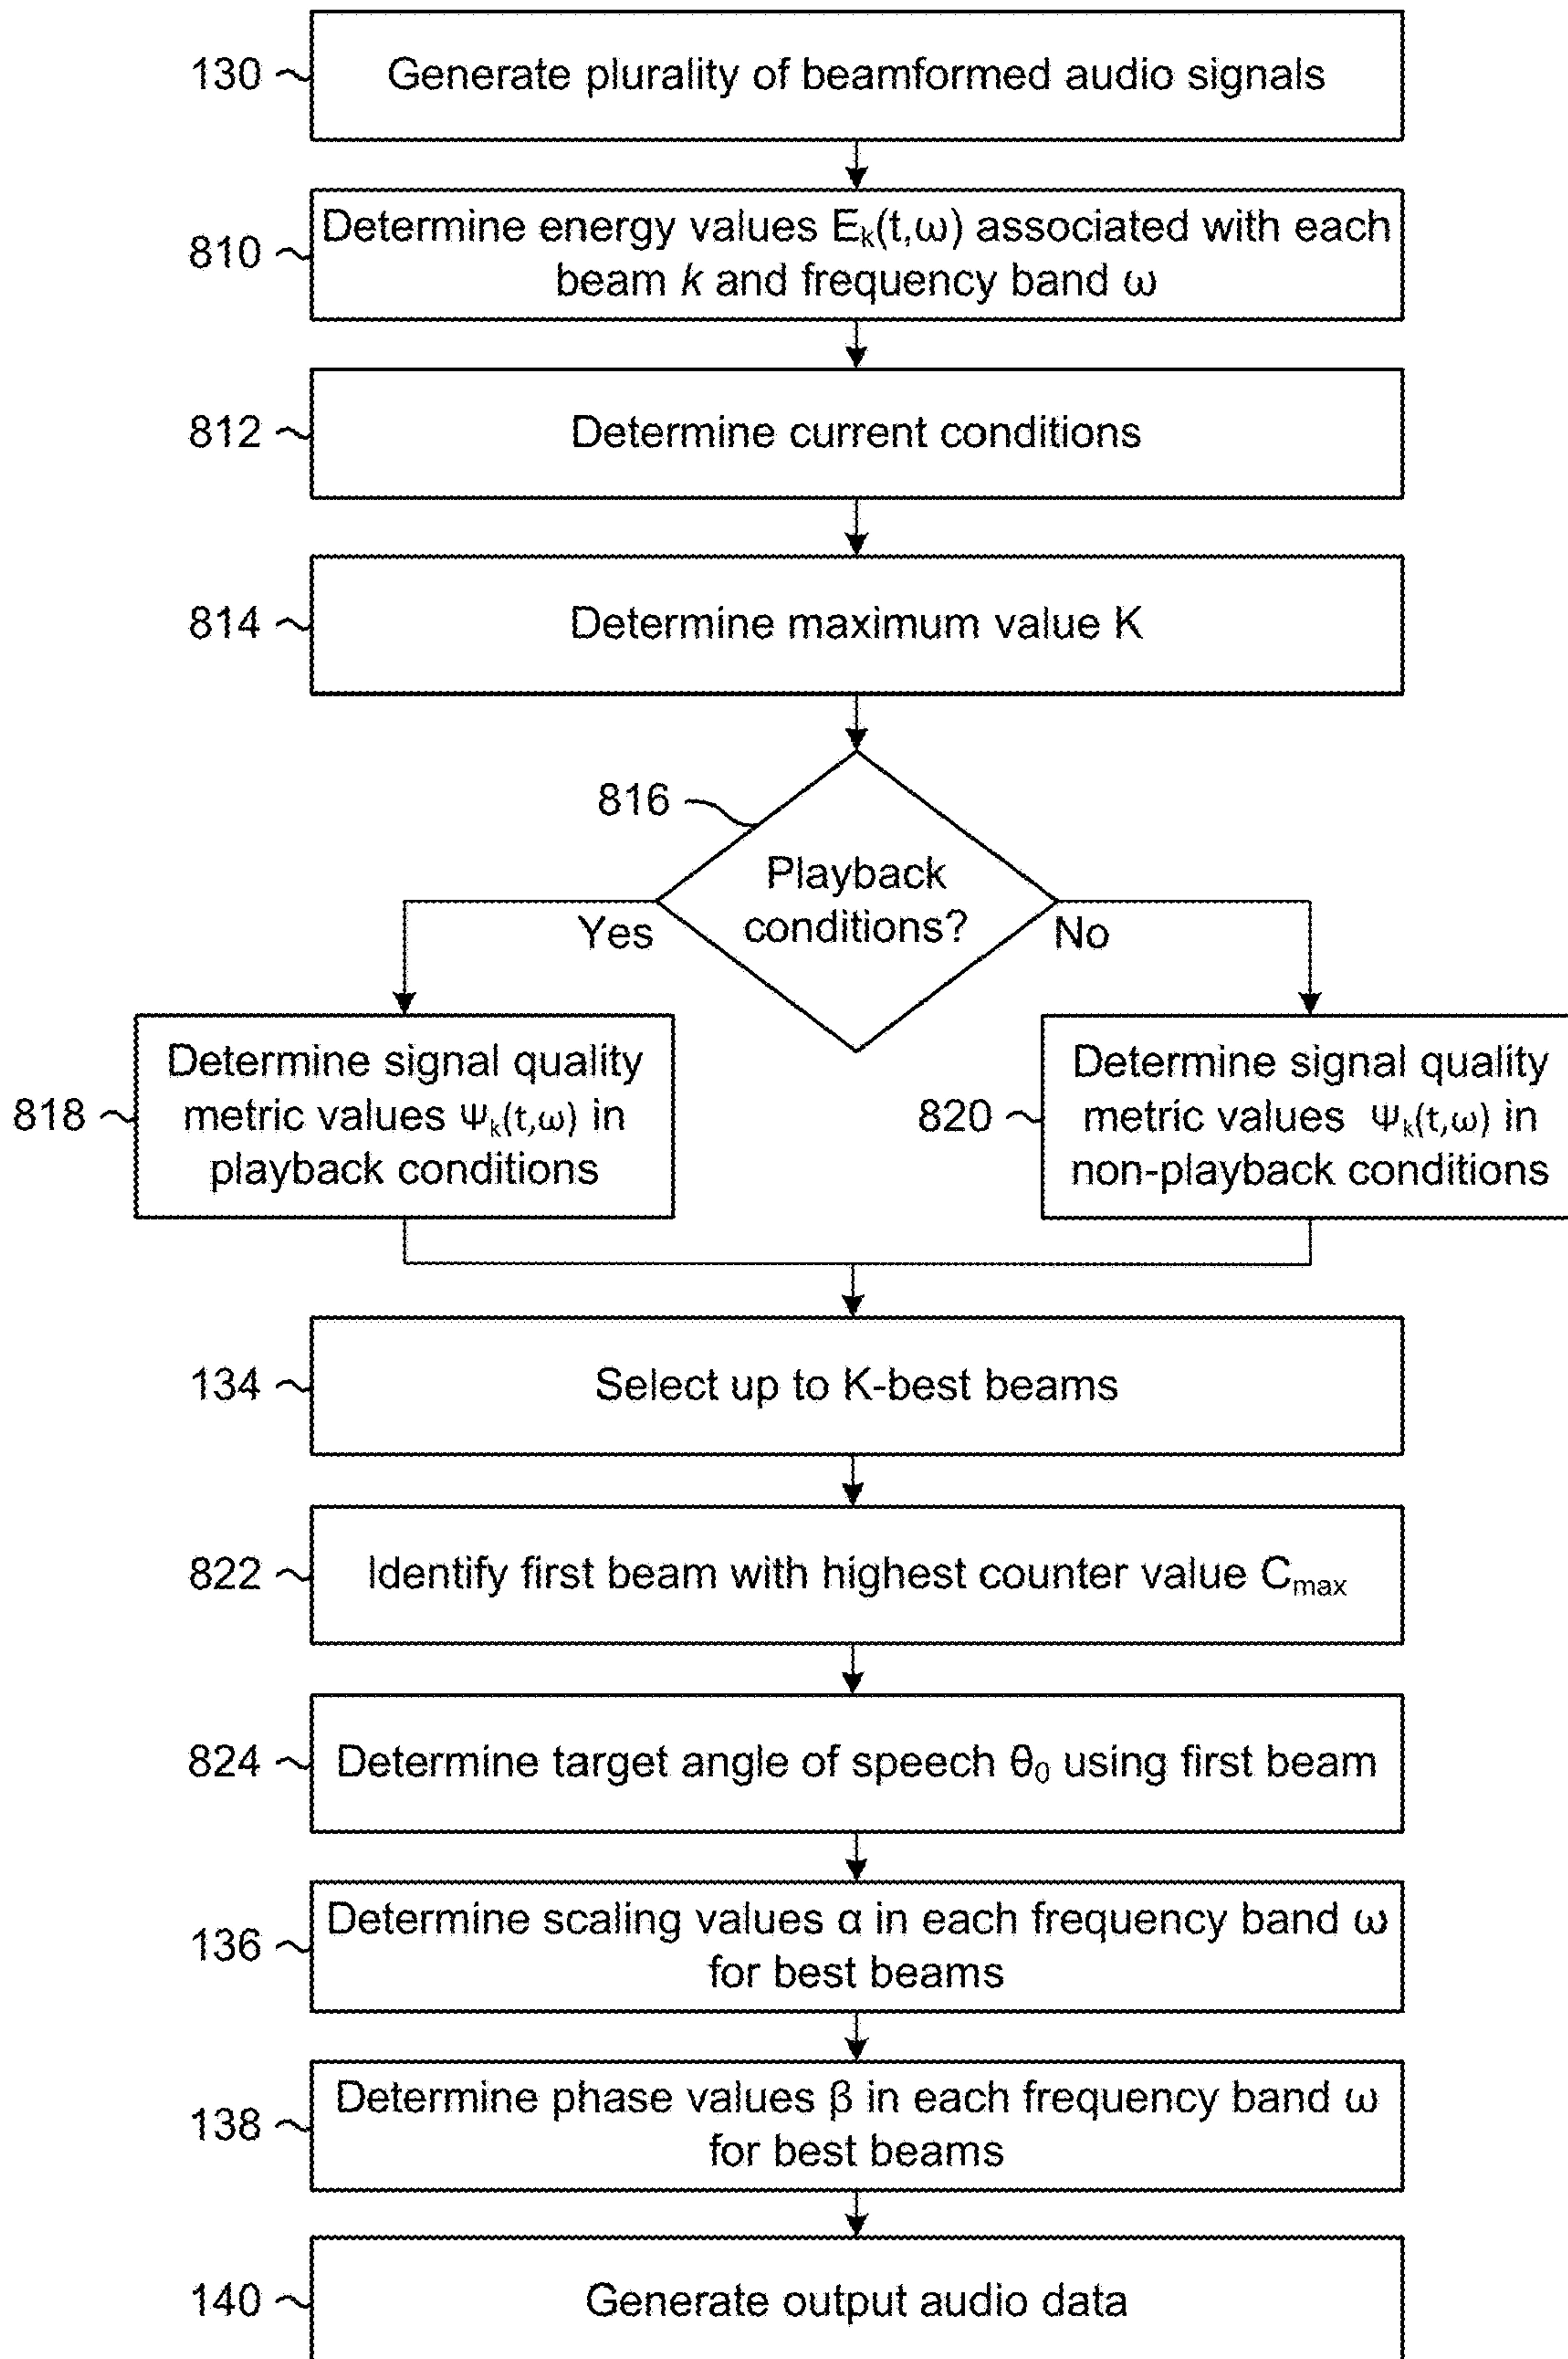 130
Generate plurality of beamformed audio signals
810
Determine energy values Eₖ(t,ω) associated with each
beam k and frequency band ω
812
Determine current conditions
814
Determine maximum value K
816
Playback
conditions?
Yes
No
818
Determine signal quality
metric values Ψₖ(t,ω) in
playback conditions
820
Determine signal quality
metric values Ψₖ(t,ω) in
non-playback conditions
134
Select up to K-best beams
822
Identify first beam with highest counter value Cₘₐₓ
824
Determine target angle of speech θ₀ using first beam
136
Determine scaling values α in each frequency band ω
for best beams
138
Determine phase values β in each frequency band ω
for best beams
140
Generate output audio data